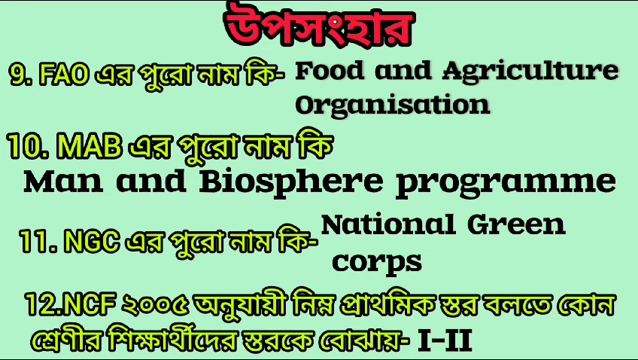 উপসংহার
9. FAO এর পুরো নাম কি- Food and Agriculture
Organisation
10. MAB এর পুরো নাম কি
Man and Biosphere programme
11. NGC এর পুরো নাম কি- National Green
corps
12.NCF ২০০৫ অনুযায়ী নিম্ন প্রাথমিক স্তর বলতে কোন
শ্রেণীর শিক্ষার্থীদের স্তরকে বোঝায়- I-II